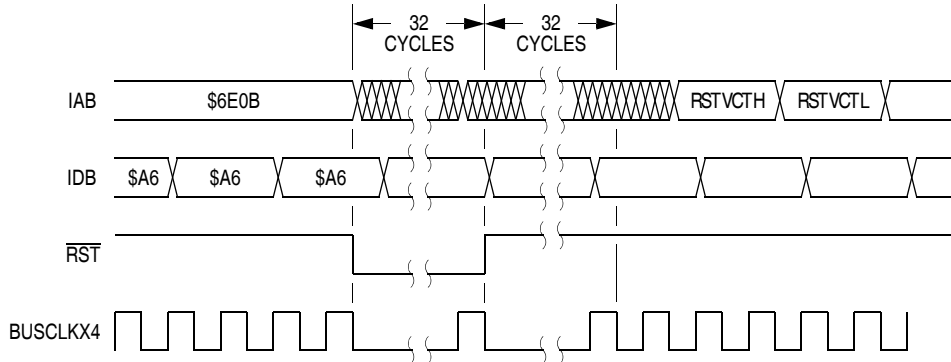 32
CYCLES
32
CYCLES
IAB
$6E0B
RSTVCTH
RSTVCTL
IDB
$A6
$A6
$A6
RST
BUSCLKX4